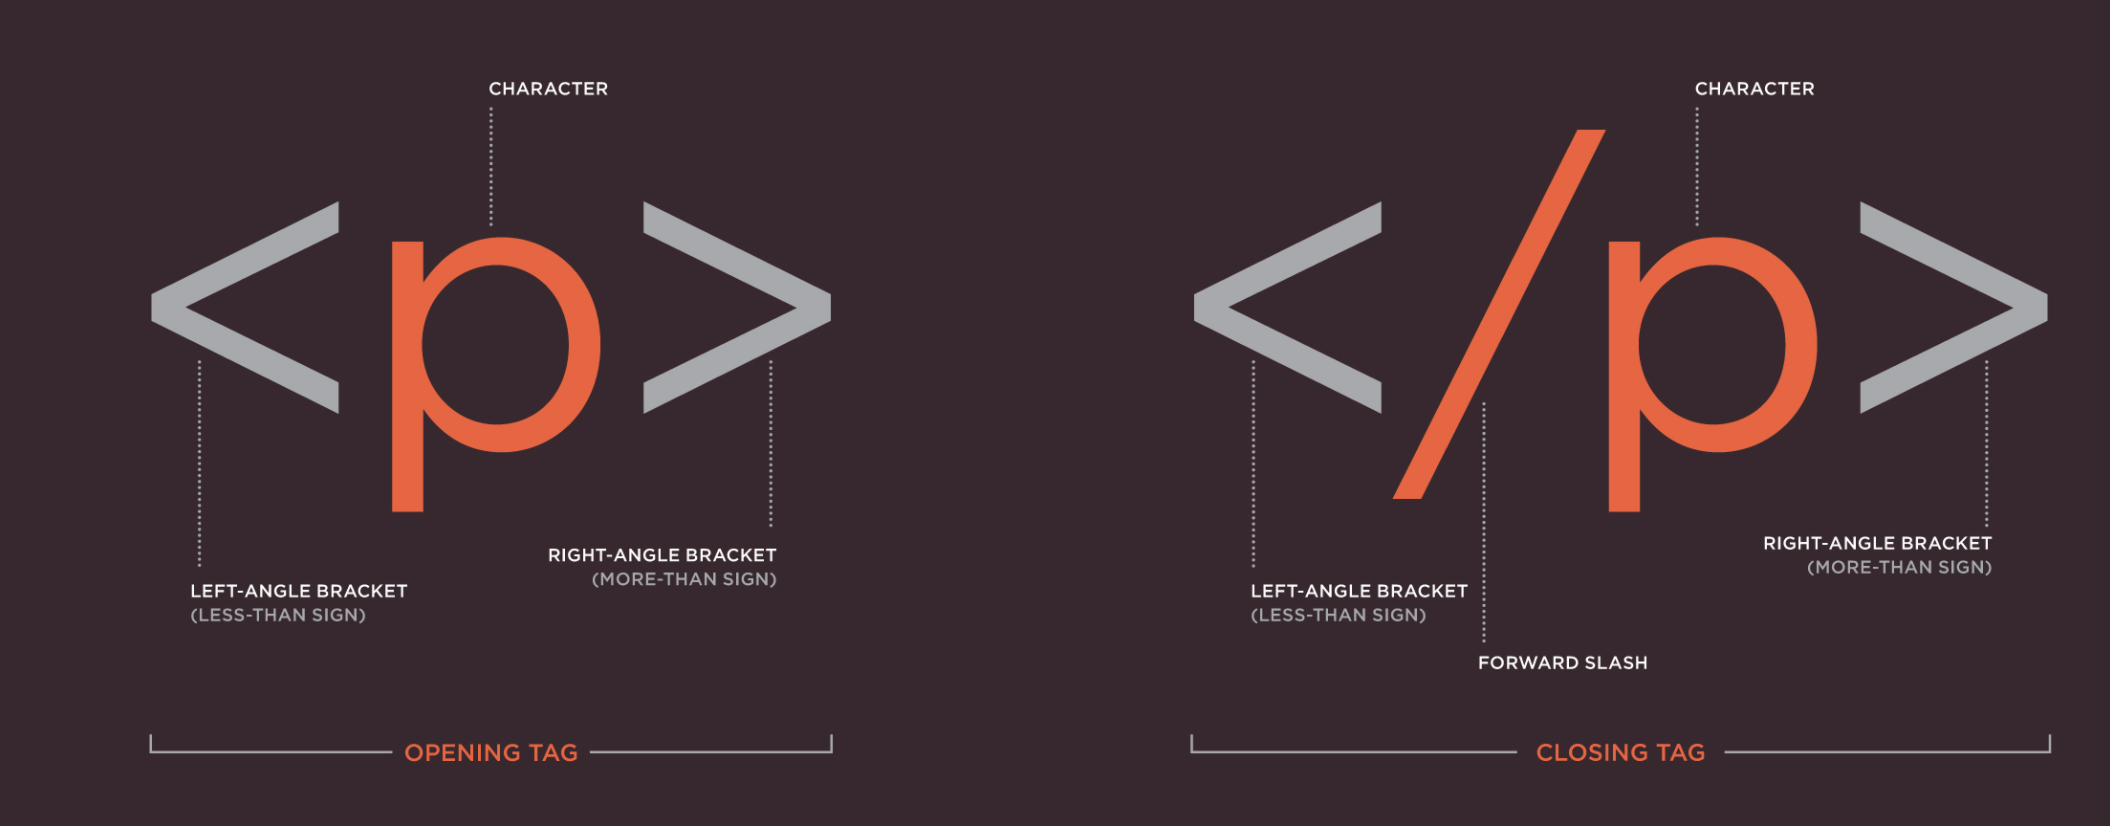 CHARACTER
<p>
LEFT-ANGLE BRACKET
(LESS-THAN SIGN)
RIGHT-ANGLE BRACKET
(MORE-THAN SIGN)
OPENING TAG
CHARACTER
</p>
LEFT-ANGLE BRACKET
(LESS-THAN SIGN)
FORWARD SLASH
RIGHT-ANGLE BRACKET
(MORE-THAN SIGN)
CLOSING TAG